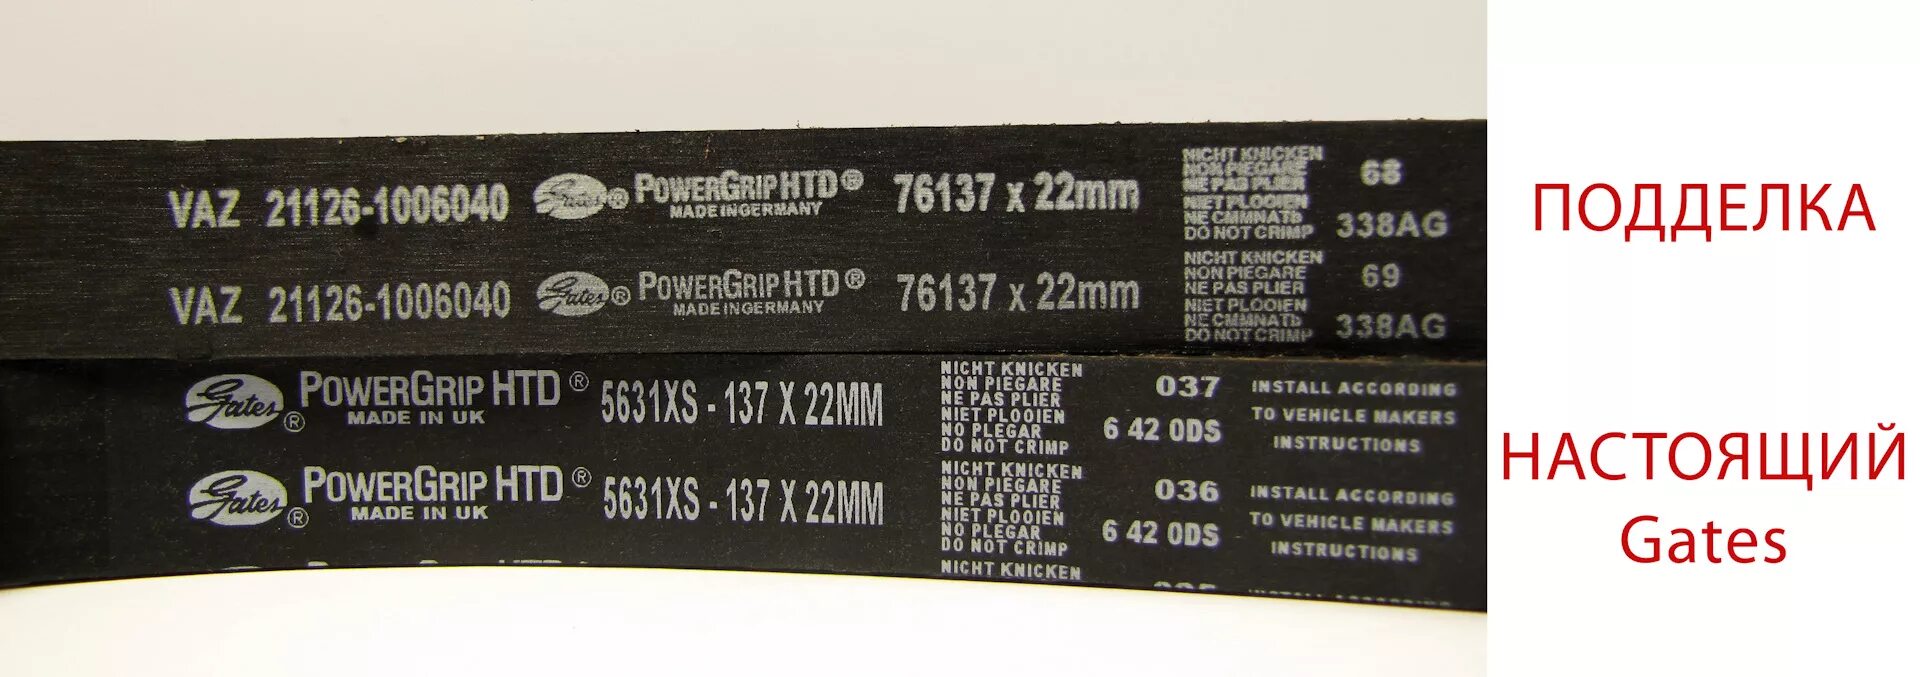 VAZ 21126-1006040 Gates® POWERGRIP HTD® 76137 x 22mm
MADE INGERMANY
NICHT KNICKEN
NON PIEGARE
NE PAS PLIER
NIET PLOOIEN
NE CMMNATЬ
DO NOT CRIMP
68
338AG
VAZ 21126-1006040 Gates® POWERGRIP HTD® 76137 x 22mm
MADE INGERMANY
NICHT KNICKEN
NON PIEGARE
NE PAS PLIER
NIET PLOOIEN
NE CMMNATЬ
DO NOT CRIMP
69
338AG
Gates® POWERGRIP HTD® 5631XS - 137 X 22MM
MADE IN UK
NICHT KNICKEN
NON PIEGARE
NE PAS PLIER
NIET PLOOIEN
NO PLEGAR
DO NOT CRIMP
037
6 42 0DS
INSTALL ACCORDING
TO VEHICLE MAKERS
INSTRUCTIONS
Gates® POWERGRIP HTD® 5631XS - 137 X 22MM
MADE IN UK
NICHT KNICKEN
NON PIEGARE
NE PAS PLIER
NIET PLOOIEN
NO PLEGAR
DO NOT CRIMP
036
6 42 0DS
INSTALL ACCORDING
TO VEHICLE MAKERS
INSTRUCTIONS
NICHT KNICKEN
ПОДДЕЛКА
НАСТОЯЩИЙ
Gates